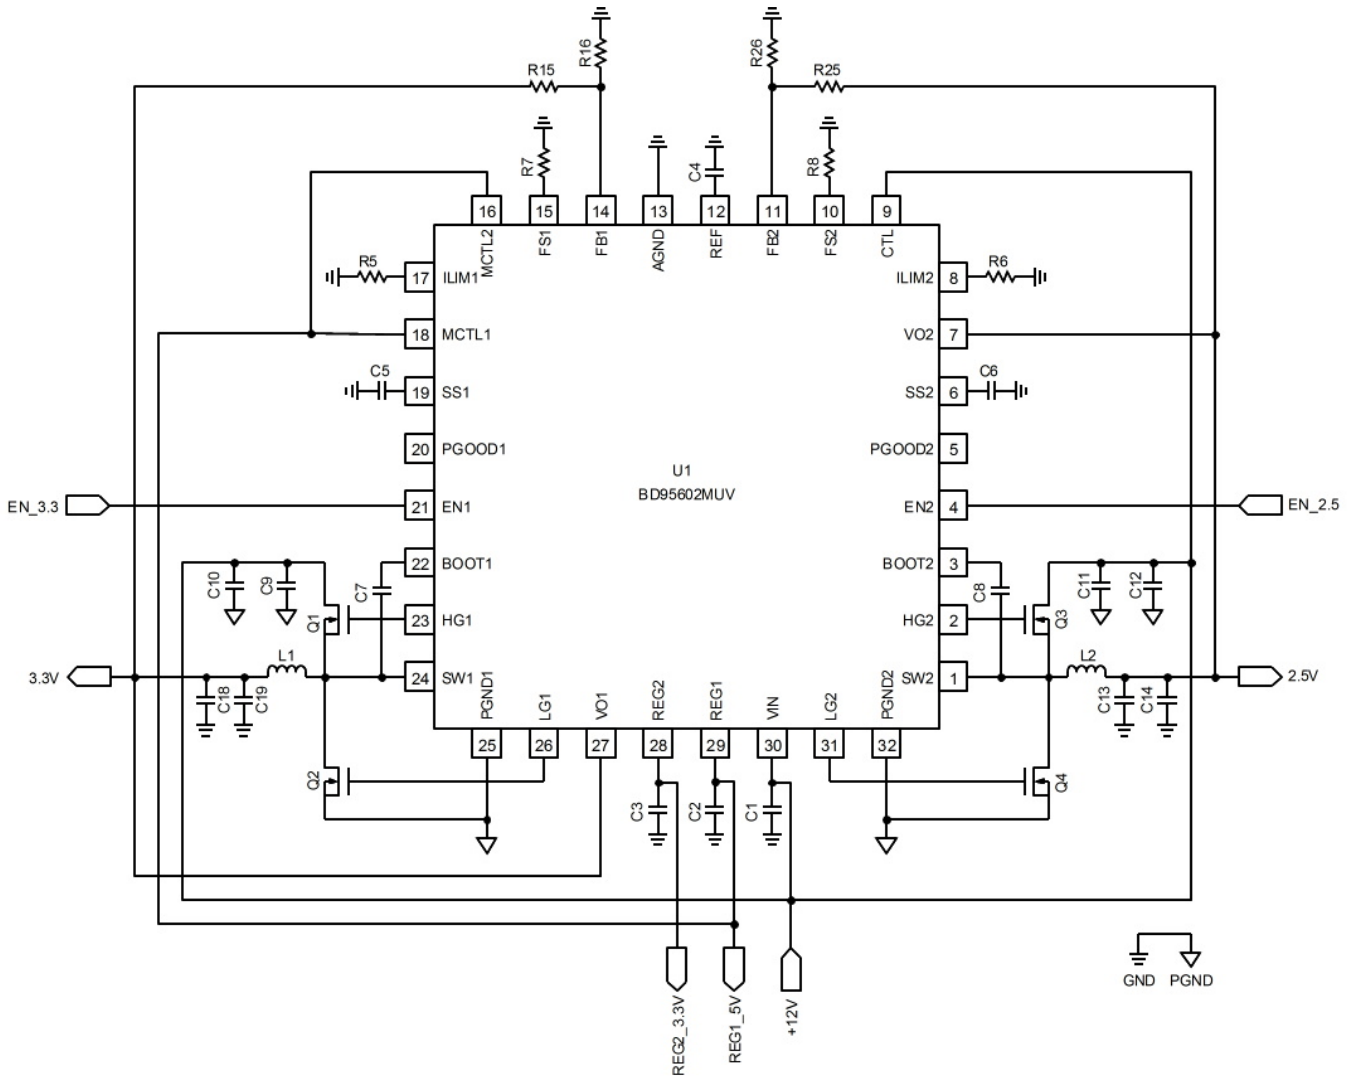 R16
R26
R15
R25
R7
C4
R8
16
15
14
13
12
11
10
9
MCTL2
FS1
FB1
AGND
REF
FB2
FS2
CTL
R5
17
ILIM1
ILIM2
8
R6
18
MCTL1
VO2
7
C5
19
SS1
SS2
6
C6
20
PGOOD1
PGOOD2
5
U1
BD95602MUV
EN_3.3
21
EN1
EN2
4
EN_2.5
22
BOOT1
BOOT2
3
C10
C9
C7
C8
C11
C12
Q1
23
HG1
HG2
2
Q3
3.3V
L1
24
SW1
SW2
1
L2
2.5V
C18
C19
C13
C14
PGND1
LG1
VO1
REG2
REG1
VIN
LG2
PGND2
25
26
27
28
29
30
31
32
Q2
C3
C2
C1
Q4
REG2_3.3V
REG1_5V
+12V
GND
PGND